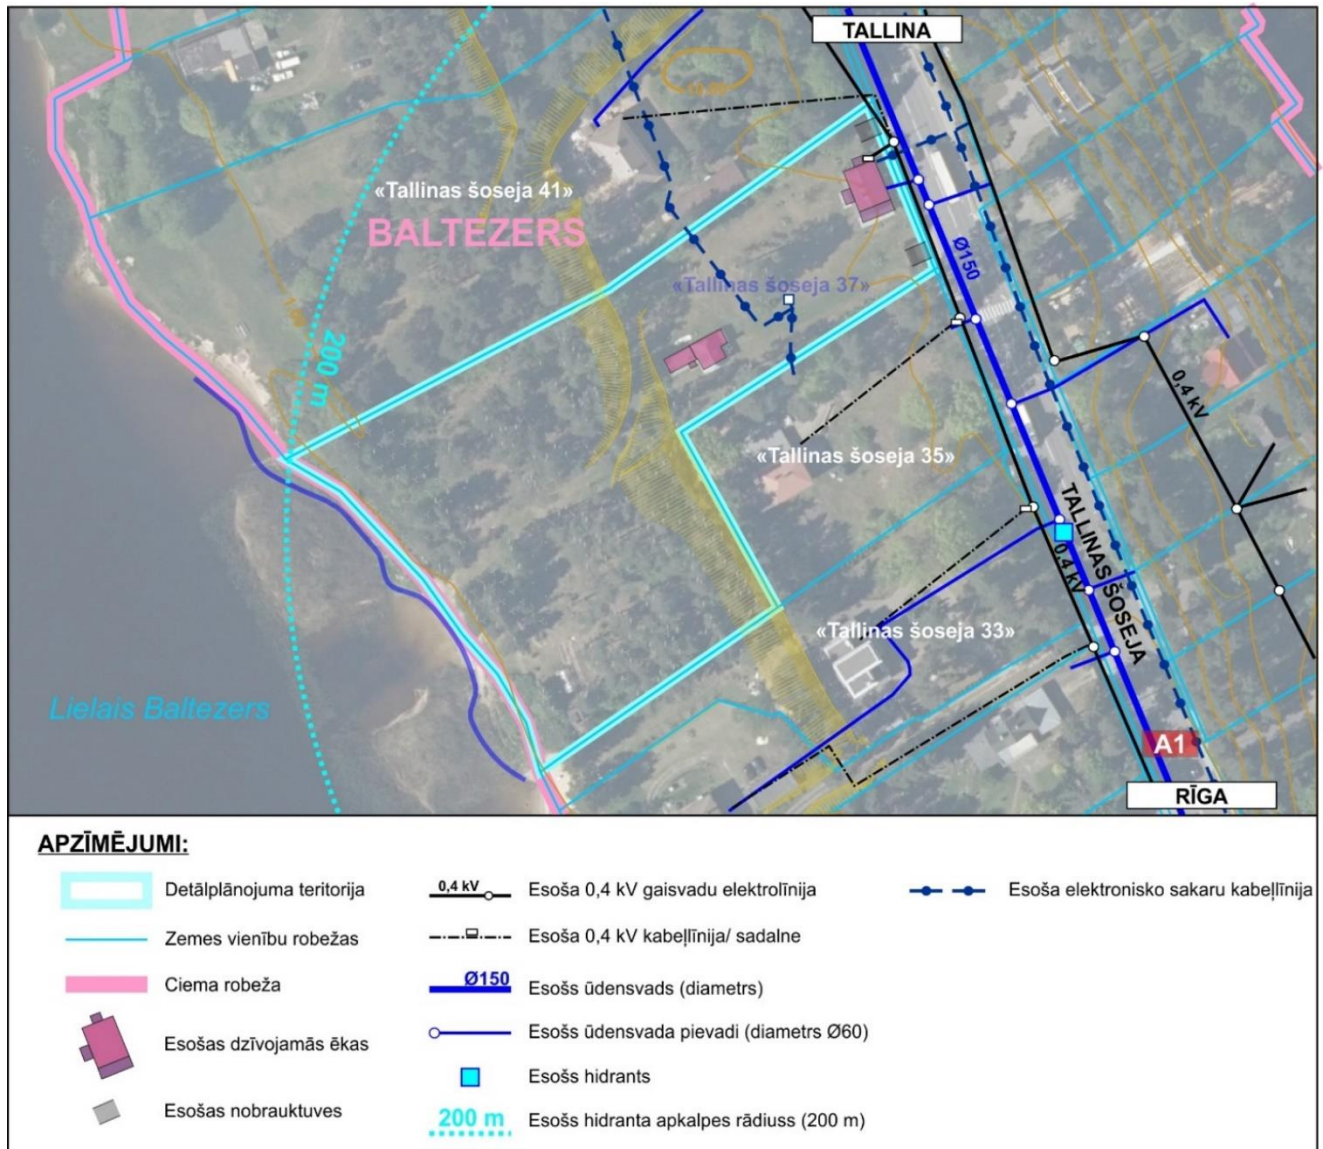 TALLINA
«Tallinas šoseja 41»
BALTEZERS
Ø150
«Tallinas šoseja 37»
200 m
0,4 kV
«Tallinas šoseja 35»
TALLINAS ŠOSEJA
0,4 kV
«Tallinas šoseja 33»
Lielais Baltezers
A1
RĪGA
APZĪMĒJUMI:
Detālplānojuma teritorija
Zemes vienību robežas
Ciema robeža
Esošas dzīvojamās ēkas
Esošas nobrauktuves
0,4 kV Esoša 0,4 kV gaisvadu elektrolīnija
Esoša 0,4 kV kabeļlīnija/ sadalne
Ø150 Esošs ūdensvads (diametrs)
Esošs ūdensvada pievadi (diametrs Ø60)
Esošs hidrants
200 m Esošs hidranta apkalpes rādiuss (200 m)
Esoša elektronisko sakaru kabeļlīnija